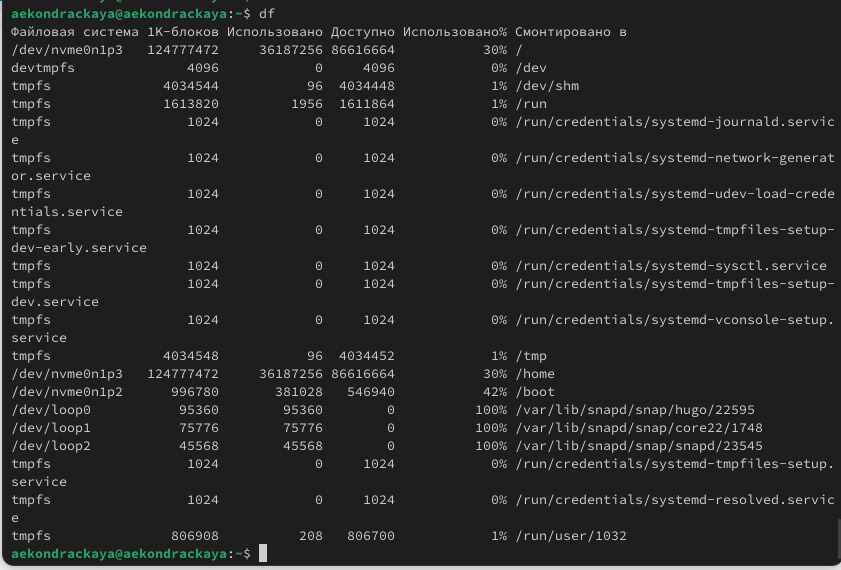 aekondrackaya@aekondrackaya:~$ df
Файловая система 1K-блоков Использовано Доступно Использовано% Смонтировано в
/dev/nvme0n1p3   124777472     36187256 86616664           30% /
devtmpfs              4096            0     4096            0% /dev
tmpfs              4034544           96  4034448            1% /dev/shm
tmpfs              1613820         1956  1611864            1% /run
tmpfs                 1024            0     1024            0% /run/credentials/systemd-journald.servic
e
tmpfs                 1024            0     1024            0% /run/credentials/systemd-network-generat
or.service
tmpfs                 1024            0     1024            0% /run/credentials/systemd-udev-load-crede
ntials.service
tmpfs                 1024            0     1024            0% /run/credentials/systemd-tmpfiles-setup-
dev-early.service
tmpfs                 1024            0     1024            0% /run/credentials/systemd-sysctl.service
tmpfs                 1024            0     1024            0% /run/credentials/systemd-tmpfiles-setup-
dev.service
tmpfs                 1024            0     1024            0% /run/credentials/systemd-vconsole-setup.
service
tmpfs              4034548           96  4034452            1% /tmp
/dev/nvme0n1p3   124777472     36187256 86616664           30% /home
/dev/nvme0n1p2      996780       381028   546940           42% /boot
/dev/loop0           95360        95360        0          100% /var/lib/snapd/snap/hugo/22595
/dev/loop1           75776        75776        0          100% /var/lib/snapd/snap/core22/1748
/dev/loop2           45568        45568        0          100% /var/lib/snapd/snap/snapd/23545
tmpfs                 1024            0     1024            0% /run/credentials/systemd-tmpfiles-setup.
service
tmpfs                 1024            0     1024            0% /run/credentials/systemd-resolved.servic
e
tmpfs               806908          208   806700            1% /run/user/1032
aekondrackaya@aekondrackaya:~$